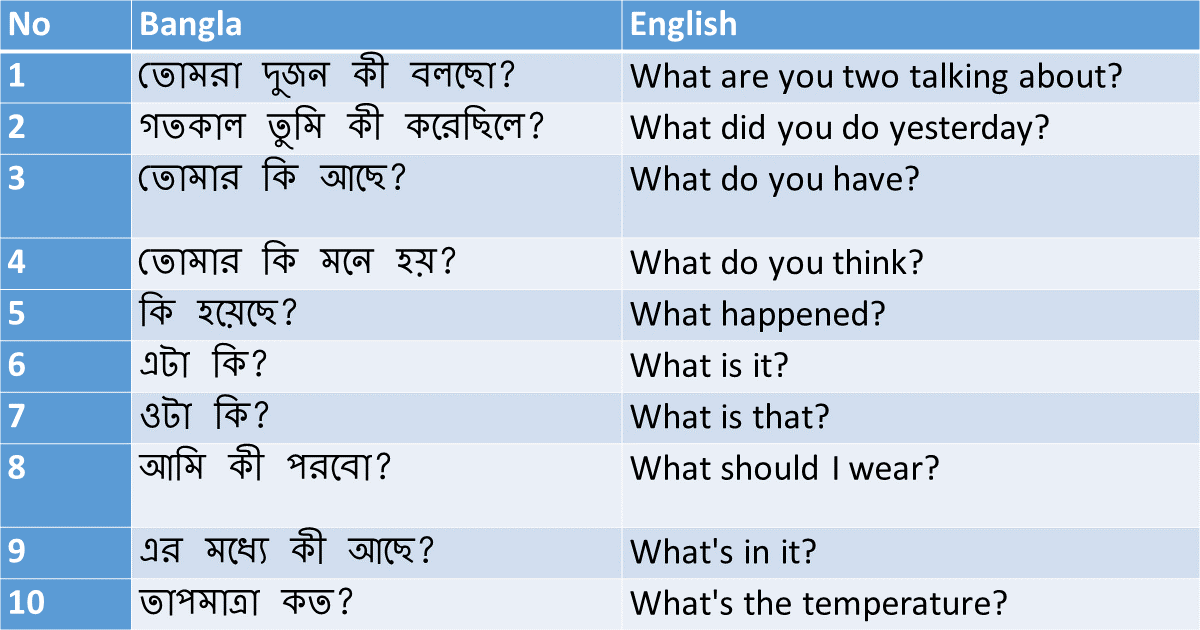 No Bangla English
1 তোমরা দুজন কী বলছো? What are you two talking about?
2 গতকাল তুমি কী করেছিলে? What did you do yesterday?
3 তোমার কি আছে? What do you have?
4 তোমার কি মনে হয়? What do you think?
5 কি হয়েছে? What happened?
6 এটা কি? What is it?
7 ওটা কি? What is that?
8 আমি কী পরবো? What should I wear?
9 এর মধ্যে কী আছে? What's in it?
10 তাপমাত্রা কত? What's the temperature?